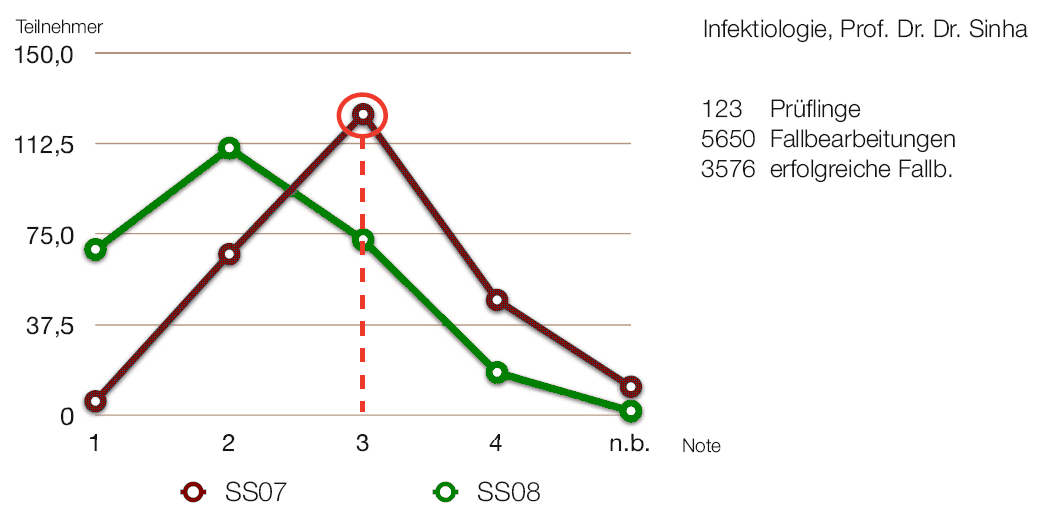 Teilnehmer
Infektiologie, Prof. Dr. Dr. Sinha
150,0
112,5
75,0
37,5
0
1 2 3 4 n.b. Note
SS07 SS08
123 Prüflinge
5650 Fallbearbeitungen
3576 erfolgreiche Fallb.